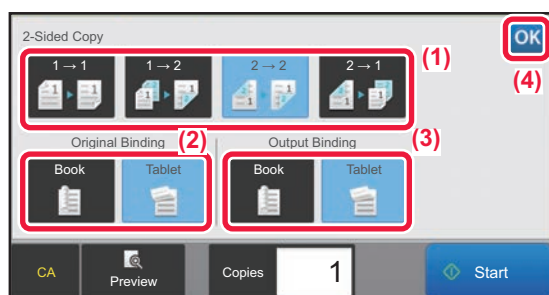 2-Sided Copy
OK
1 → 1
1 → 2
2 → 2
2 → 1
(1)
(4)
Original Binding
(2)
Output Binding
(3)
Book
Tablet
Book
Tablet
CA
Preview
Copies
1
Start